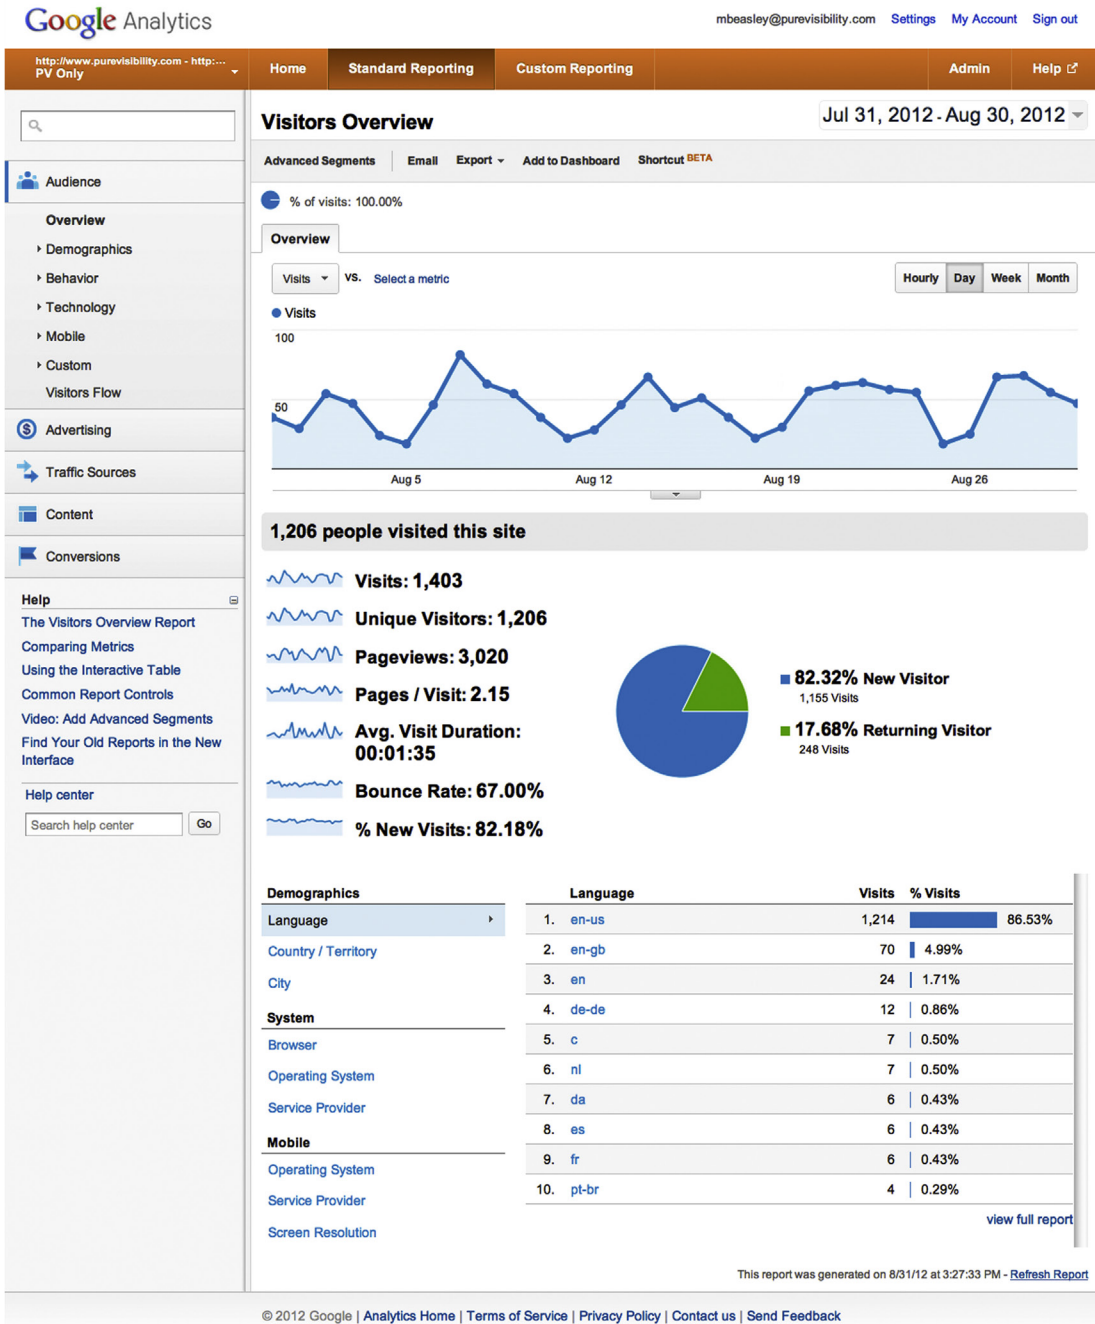 Google Analytics
mbeasley@purevisibility.com Settings My Account Sign out
http://www.purevisibility.com - http:...
PV Only
Home Standard Reporting Custom Reporting Admin Help
Visitors Overview
Jul 31, 2012 - Aug 30, 2012
Advanced Segments Email Export Add to Dashboard Shortcut BETA
% of visits: 100.00%
Overview
Visits VS. Select a metric
Hourly Day Week Month
Visits
100
50
Aug 5 Aug 12 Aug 19 Aug 26
Audience
Overview
Demographics
Behavior
Technology
Mobile
Custom
Visitors Flow
Advertising
Traffic Sources
Content
Conversions
Help
The Visitors Overview Report
Comparing Metrics
Using the Interactive Table
Common Report Controls
Video: Add Advanced Segments
Find Your Old Reports in the New
Interface
Help center
Search help center Go
1,206 people visited this site
Visits: 1,403
Unique Visitors: 1,206
Pageviews: 3,020
Pages / Visit: 2.15
Avg. Visit Duration:
00:01:35
Bounce Rate: 67.00%
% New Visits: 82.18%
82.32% New Visitor
1,155 Visits
17.68% Returning Visitor
248 Visits
Demographics
Language
Country / Territory
City
System
Browser
Operating System
Service Provider
Mobile
Operating System
Service Provider
Screen Resolution
Language Visits % Visits
1. en-us 1,214 86.53%
2. en-gb 70 4.99%
3. en 24 1.71%
4. de-de 12 0.86%
5. c 7 0.50%
6. nl 7 0.50%
7. da 6 0.43%
8. es 6 0.43%
9. fr 6 0.43%
10. pt-br 4 0.29%
view full report
This report was generated on 8/31/12 at 3:27:33 PM - Refresh Report
© 2012 Google | Analytics Home | Terms of Service | Privacy Policy | Contact us | Send Feedback